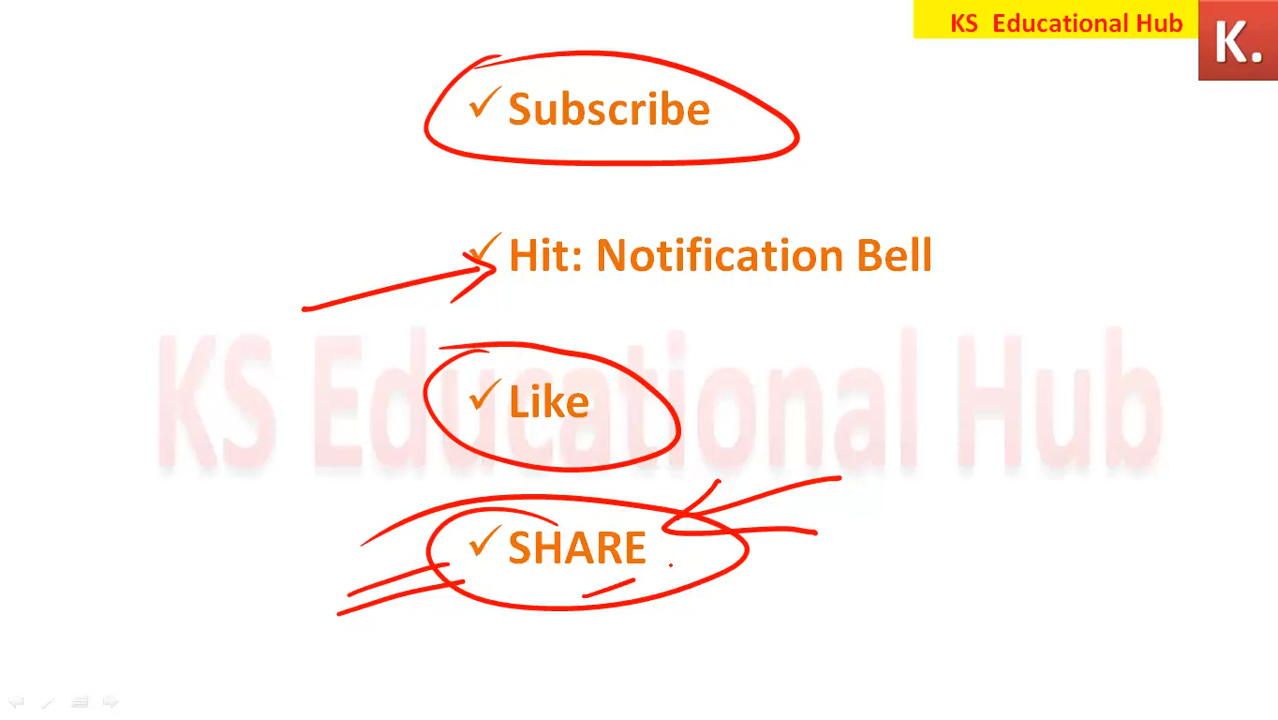 KS Educational Hub
K.
✓ Subscribe
✓ Hit: Notification Bell
✓ Like
✓ SHARE
KS Educational Hub